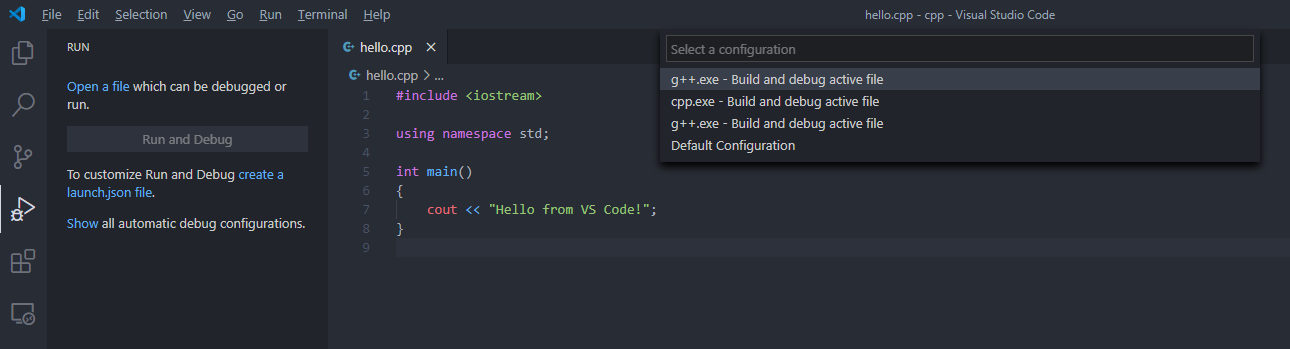 File Edit Selection View Go Run Terminal Help
hello.cpp - cpp - Visual Studio Code
RUN
Open a file which can be debugged or
run.
Run and Debug
To customize Run and Debug create a
launch.json file.
Show all automatic debug configurations.
hello.cpp
hello.cpp > ...
1 #include <iostream>
2
3 using namespace std;
4
5 int main()
6 {
7 cout << "Hello from VS Code!";
8 }
9
Select a configuration
g++.exe - Build and debug active file
cpp.exe - Build and debug active file
g++.exe - Build and debug active file
Default Configuration